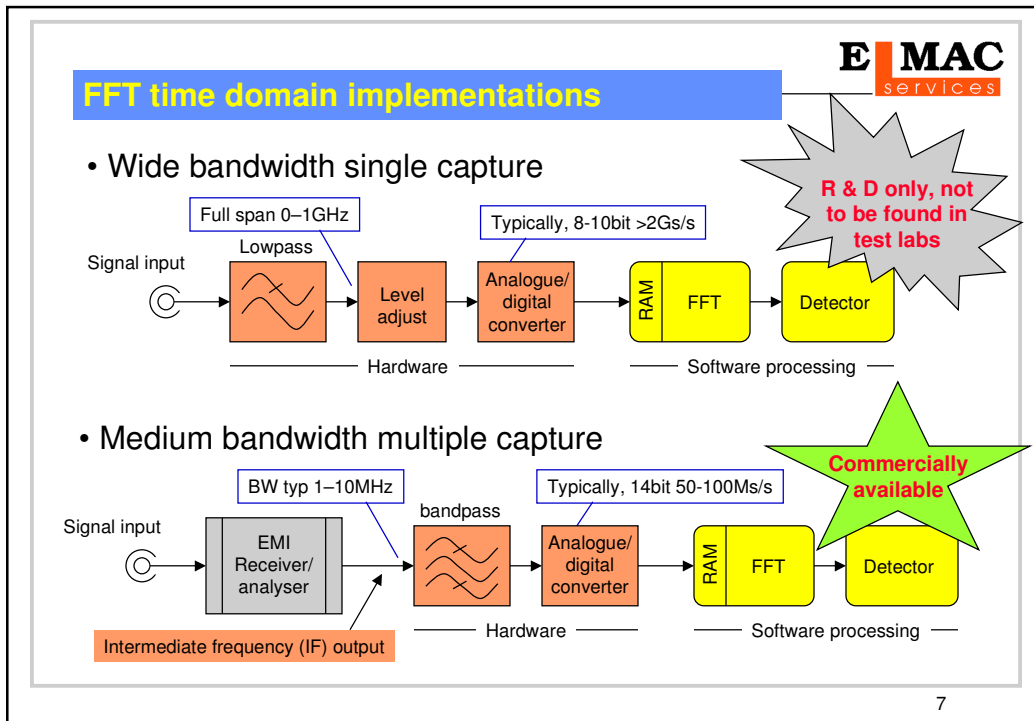 ELMAC
services
FFT time domain implementations
• Wide bandwidth single capture
R & D only, not
to be found in
test labs
Full span 0–1GHz
Typically, 8-10bit >2Gs/s
Lowpass
Signal input
Level
adjust
Analogue/
digital
converter
RAM
FFT
Detector
Hardware
Software processing
• Medium bandwidth multiple capture
Commercially
available
BW typ 1–10MHz
Typically, 14bit 50-100Ms/s
bandpass
Signal input
EMI
Receiver/
analyser
Analogue/
digital
converter
RAM
FFT
Detector
Hardware
Software processing
Intermediate frequency (IF) output
7